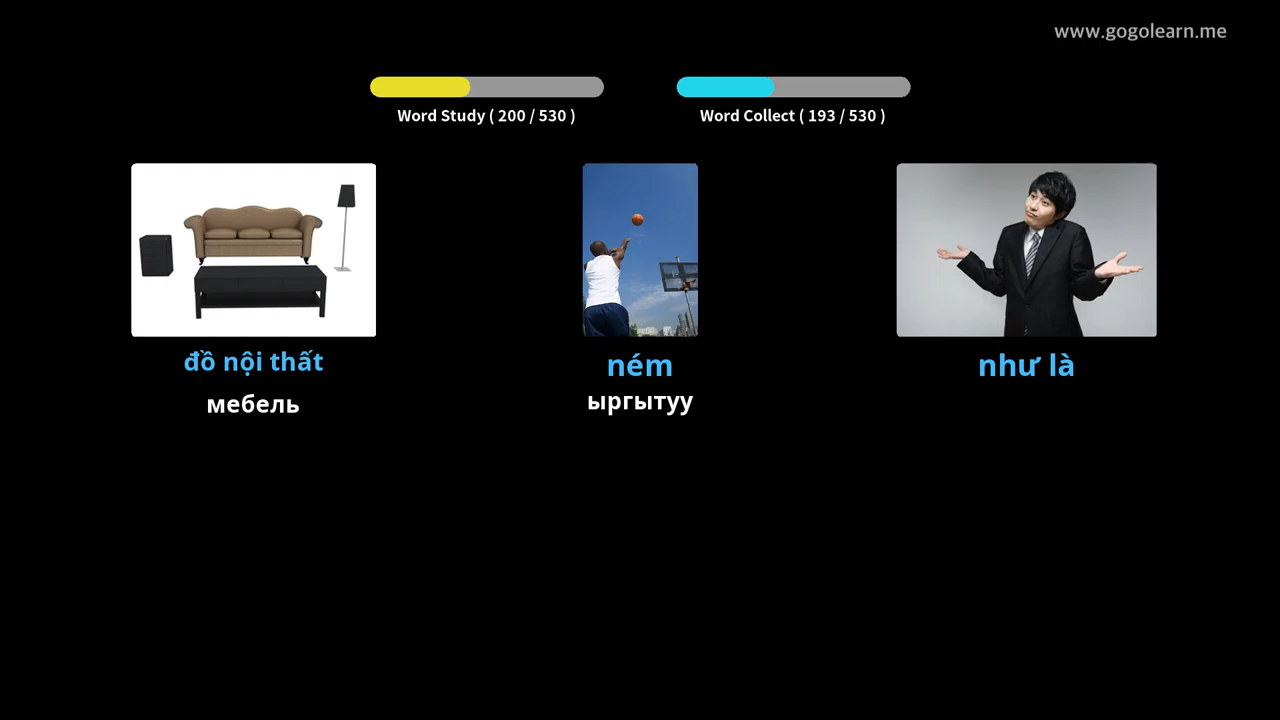 www.gogolearn.me
Word Study ( 200 / 530 )
Word Collect ( 193 / 530 )
đồ nội thất
мебель
ném
ыргытуу
như là